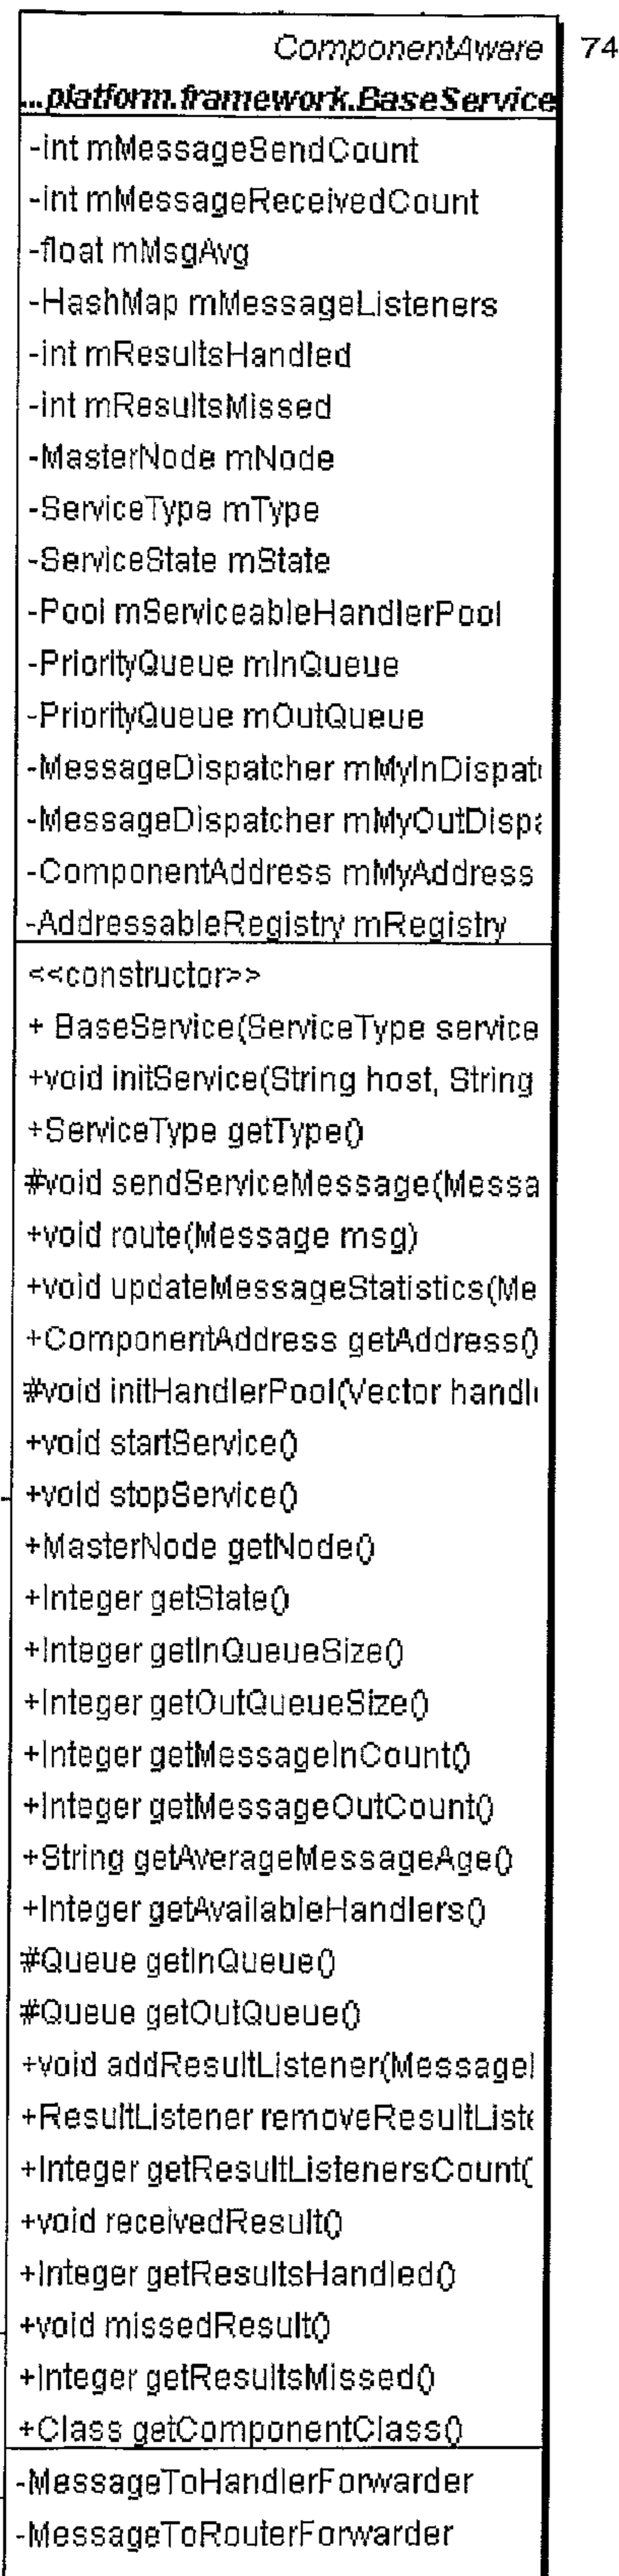 ComponentAware 74
...platform.framework.BaseService
-int mMessageSendCount
-int mMessageReceivedCount
-float mMsgAvg
-HashMap mMessageListeners
-int mResultsHandled
-int mResultsMissed
-MasterNode mNode
-ServiceType mType
-ServiceState mState
-Pool mServiceableHandlerPool
-PriorityQueue mInQueue
-PriorityQueue mOutQueue
-MessageDispatcher mMyInDispat
-MessageDispatcher mMyOutDispa
-ComponentAddress mMyAddress
-AddressableRegistry mRegistry
<<constructor>>
+ BaseService(ServiceType service
+void initService(String host, String
+ServiceType getType()
#void sendServiceMessage(Messa
+void route(Message msg)
+void updateMessageStatistics(Me
+ComponentAddress getAddress()
#void initHandlerPool(Vector handl
+void startService()
+void stopService()
+MasterNode getNode()
+Integer getState()
+Integer getInQueueSize()
+Integer getOutQueueSize()
+Integer getMessageInCount()
+Integer getMessageOutCount()
+String getAverageMessageAge()
+Integer getAvailableHandlers()
#Queue getInQueue()
#Queue getOutQueue()
+void addResultListener(Message
+ResultListener removeResultListe
+Integer getResultListenersCount(
+void receivedResult()
+Integer getResultsHandled()
+void missedResult()
+Integer getResultsMissed()
+Class getComponentClass()
-MessageToHandlerForwarder
-MessageToRouterForwarder